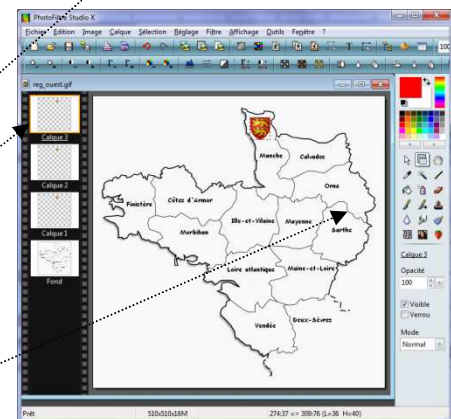 PhotoFiltre Studio X
Fichier Edition Image Calque Sélection Réglage Filtre Affichage Outils Fenêtre ?
100
reg_ouest.gif
Calque 3
Calque 2
Calque 1
Fond
Manche
Calvados
Orne
Finistère
Côtes d'Armor
Ille-et-Vilaine
Mayenne
Sarthe
Morbihan
Loire atlantique
Maine-et-Loire
Vendée
Deux-Sèvres
Calque 3
Opacité
100
Visible
Verrou
Mode
Normal
Prêt
510x510x16M
274:37 => 309:76 (L=36 H=40)